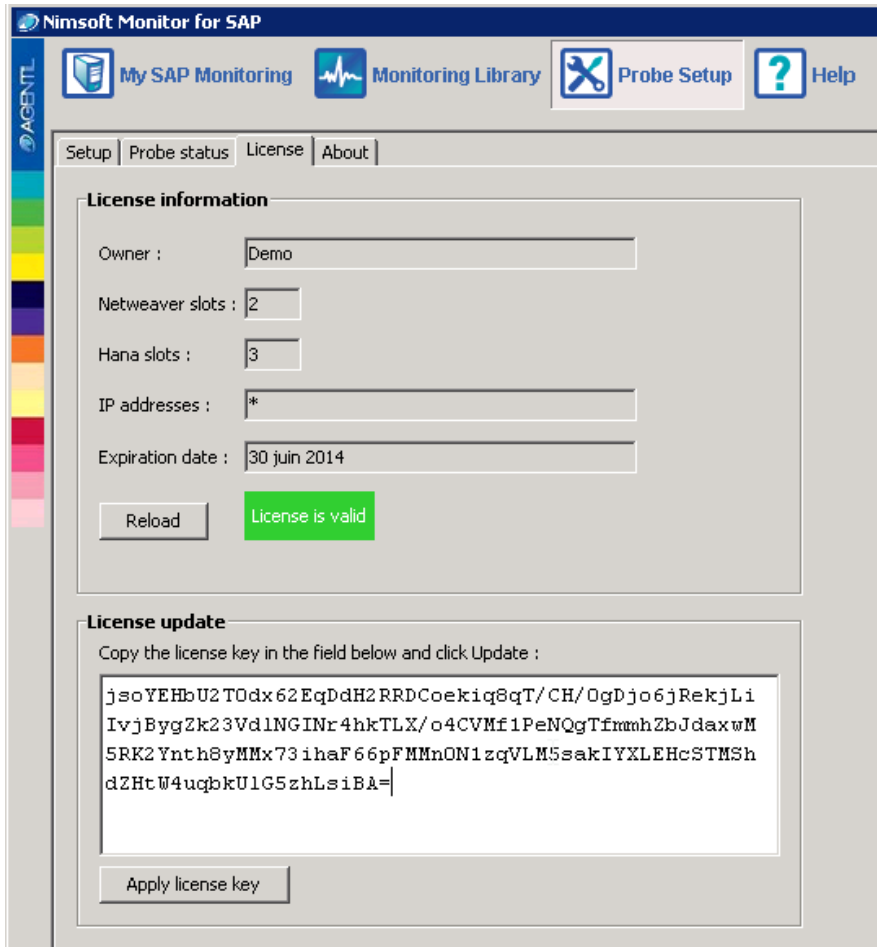 Nimsoft Monitor for SAP
AGENTIL
My SAP Monitoring
Monitoring Library
Probe Setup
? Help
Setup
Probe status
License
About
License information
Owner :
Demo
Netweaver slots :
2
Hana slots :
3
IP addresses :
*
Expiration date :
30 juin 2014
Reload
License is valid
License update
Copy the license key in the field below and click Update :
jsoYEHbU2TOdx62EqDdH2RRDCoekiq8qT/CH/OgDjo6jRekjLi
IvjBygZk23VdlNGINr4hkTLX/o4CVMf1PeNQgTfmmhZbJdaxwM
5RK2Ynth8yMMx73ihaF66pFMMnON1zqVLM5sakIYXLEHcSTMSh
dZHtW4uqbkUlG5zhLsiBA=
Apply license key